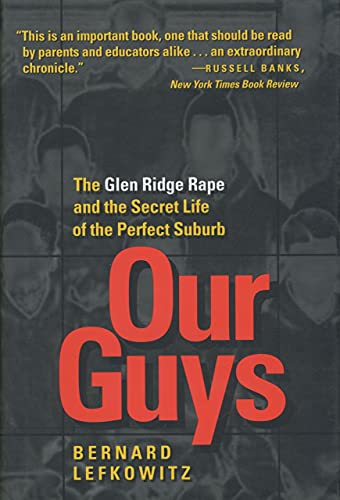 “This is an important book, one that should be read
by parents and educators alike . . . an extraordinary
chronicle.”
—RUSSELL BANKS,
New York Times Book Review
The Glen Ridge Rape
and the Secret Life
of the Perfect Suburb
Our
Guys
BERNARD
LEFKOWITZ